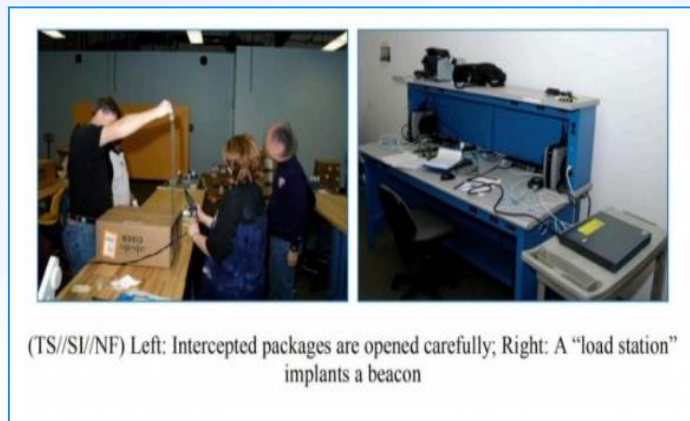 (TS//SI//NF) Left: Intercepted packages are opened carefully; Right: A “load station”
implants a beacon